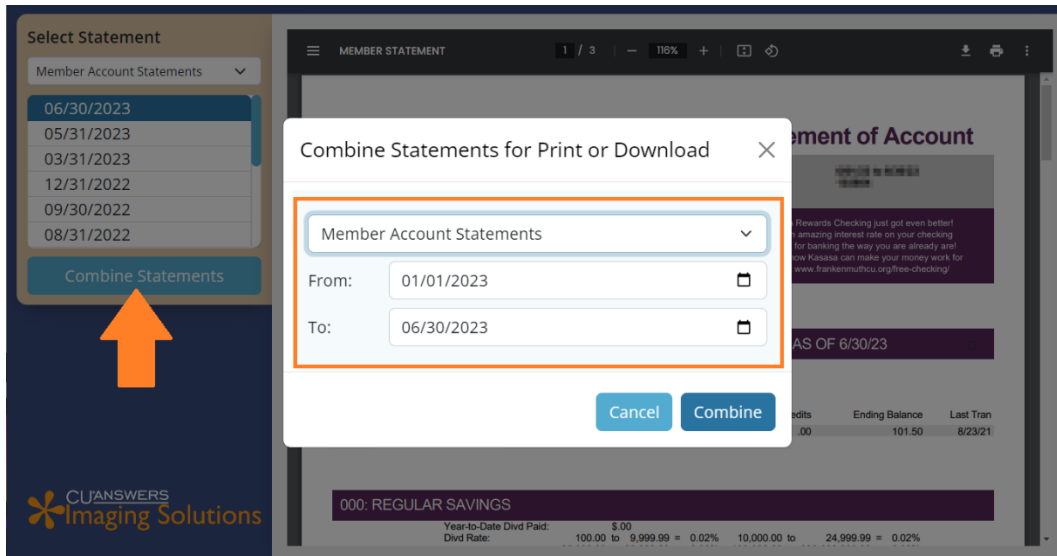 Select Statement
Member Account Statements
06/30/2023
05/31/2023
03/31/2023
12/31/2022
09/30/2022
08/31/2022
Combine Statements
CU*ANSWERS
Imaging Solutions
MEMBER STATEMENT
1 / 3
116%
ement of Account
Rewards Checking just got even better!
amazing interest rate on your checking
for banking the way you are already are!
how Kasasa can make your money work for
www.frankenmuthcu.org/free-checking/
Combine Statements for Print or Download
Member Account Statements
From: 01/01/2023
To: 06/30/2023
Cancel Combine
AS OF 6/30/23
edits Ending Balance Last Tran
.00 101.50 8/23/21
000: REGULAR SAVINGS
Year-to-Date Divd Paid: $.00
Divd Rate: 100.00 to 9,999.99 = 0.02% 10,000.00 to 24,999.99 = 0.02%